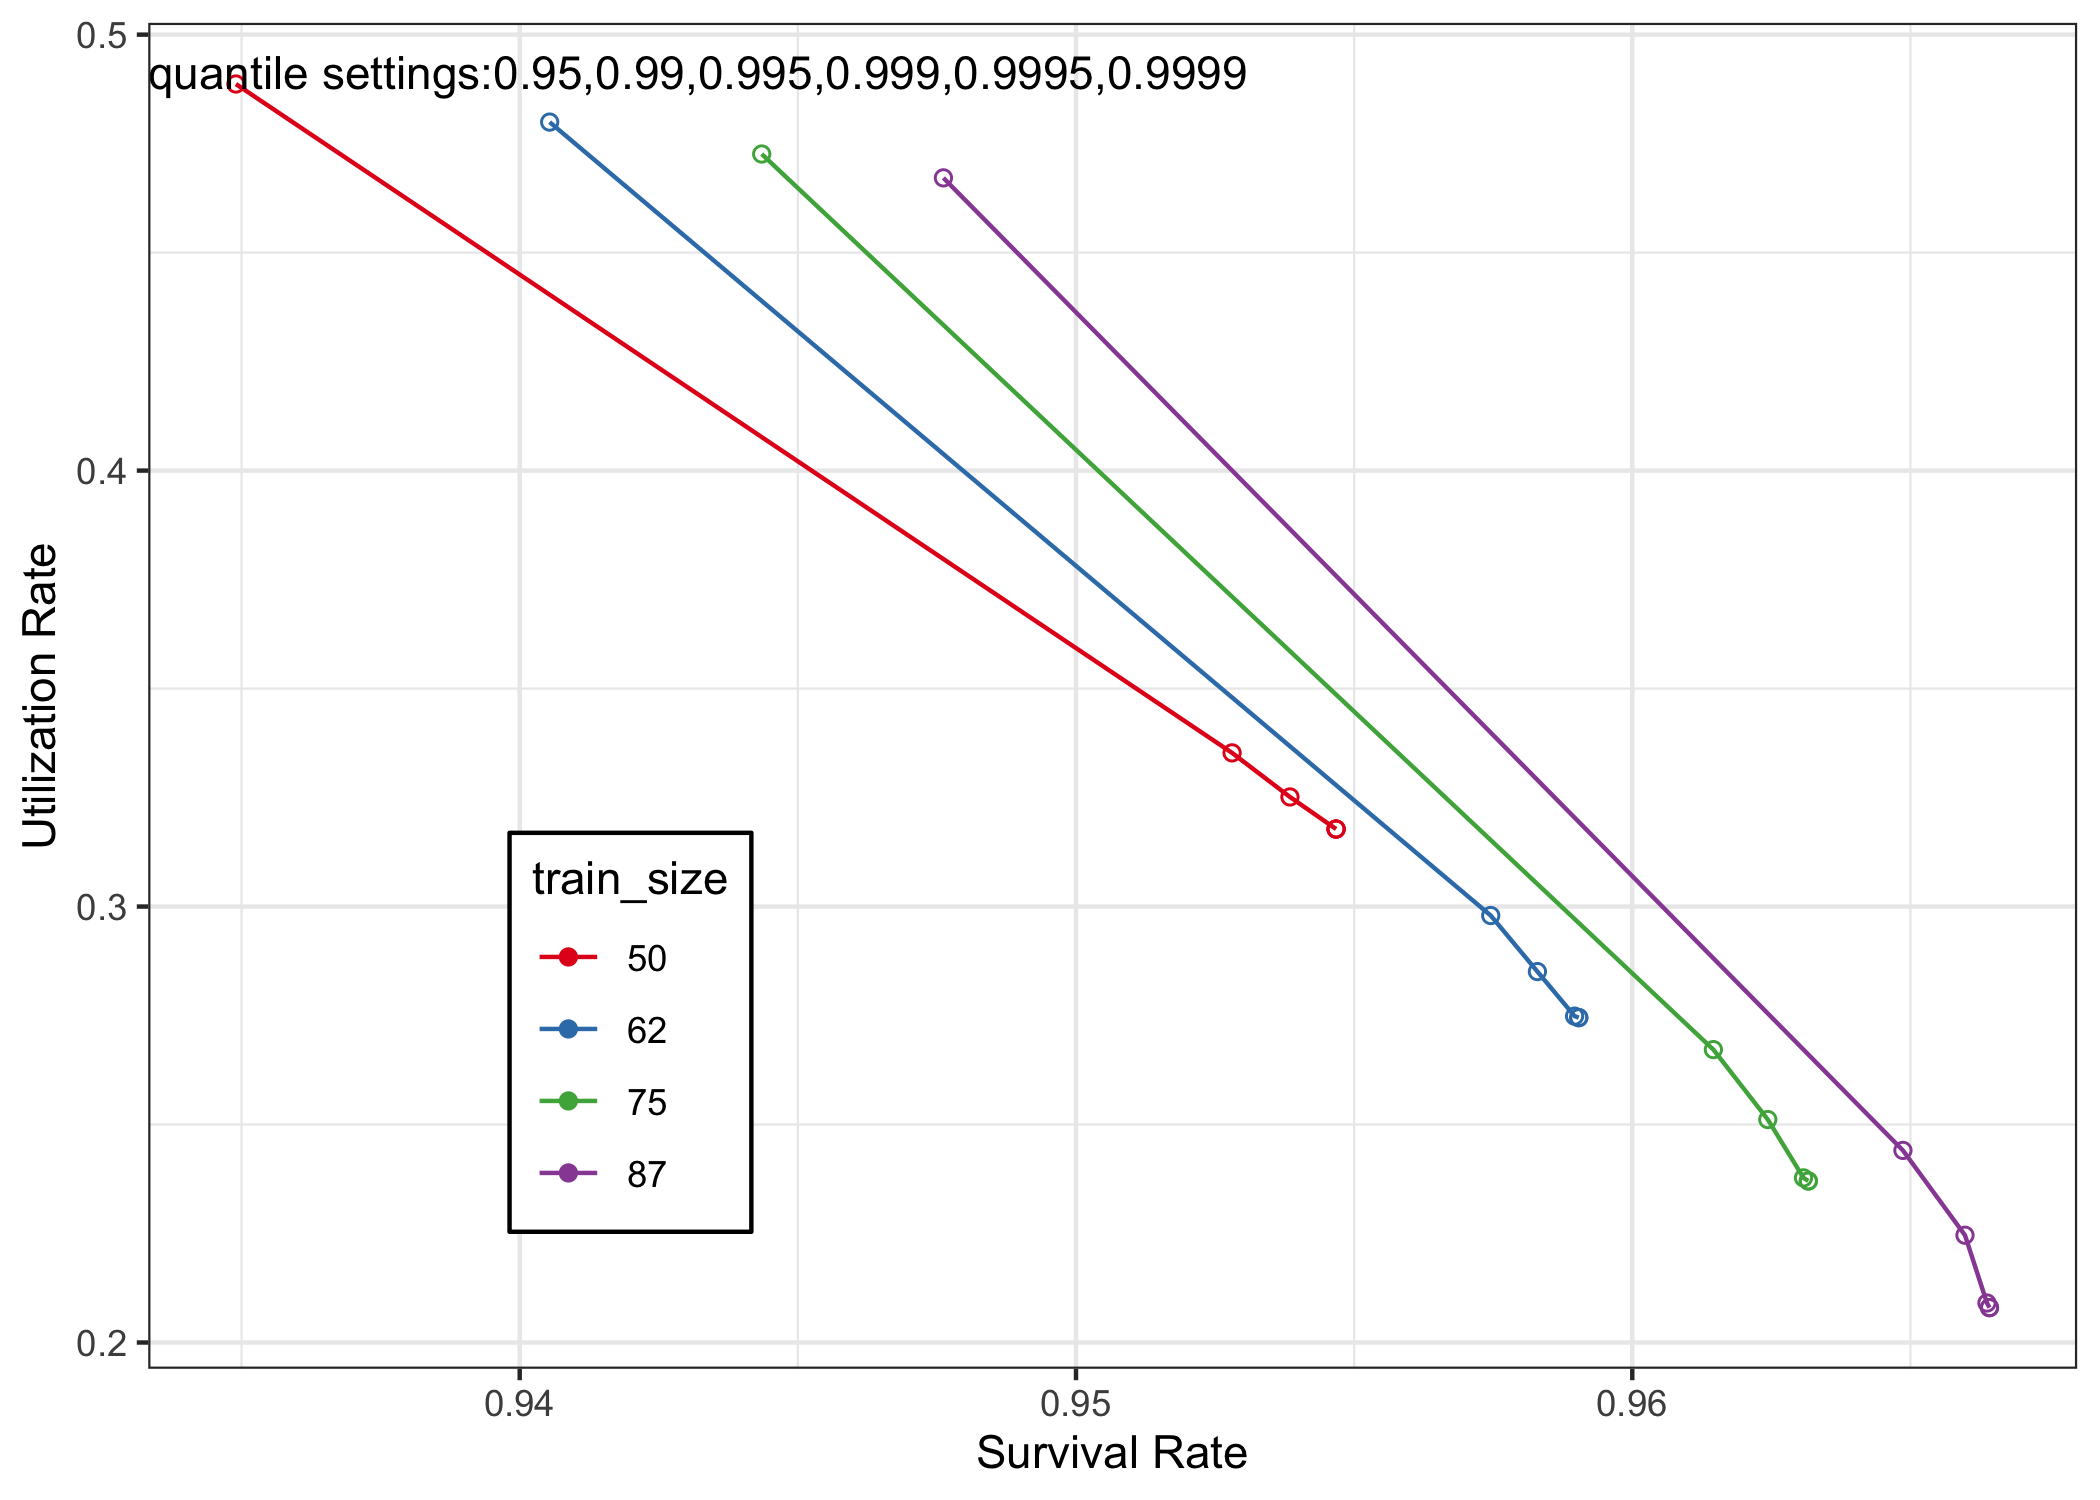 0.5
quantile settings:0.95,0.99,0.995,0.999,0.9995,0.9999
0.4
0.3
0.2
Utilization Rate
train_size
50
62
75
87
0.94 0.95 0.96
Survival Rate